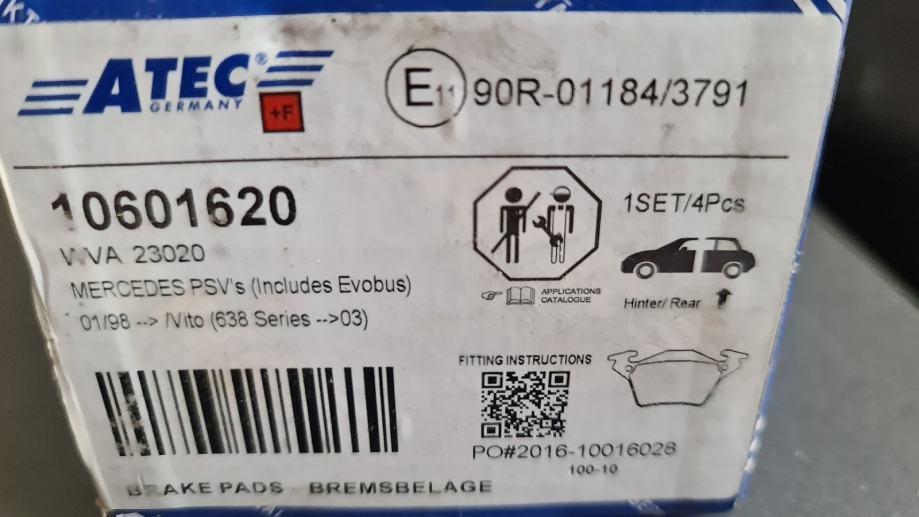 ATEC®
GERMANY
+F
E11 90R-01184/3791
10601620
WVA 23020
MERCEDES PSV's (Includes Evobus)
01/98 --> /Vito (638 Series -->03)
1SET/4Pcs
APPLICATIONS
CATALOGUE
Hinter/ Rear
FITTING INSTRUCTIONS
PO#2016-10016028
100-10
BRAKE PADS BREMSBELAGE